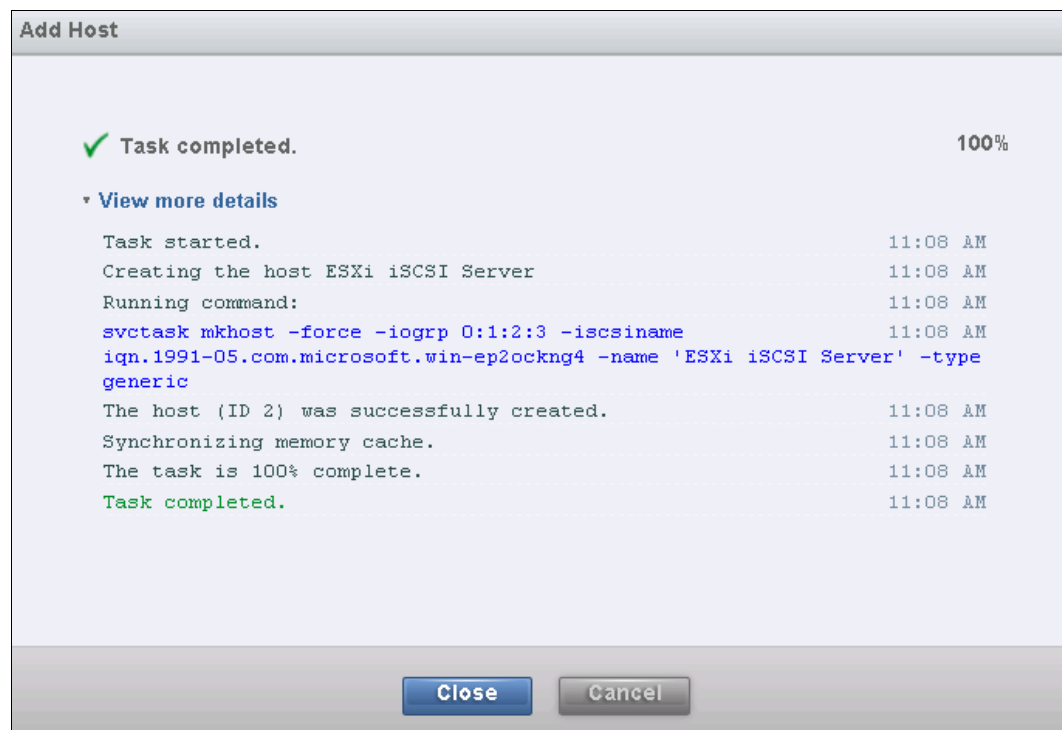 Add Host
Task completed. 100%
View more details
Task started. 11:08 AM
Creating the host ESXi iSCSI Server 11:08 AM
Running command: 11:08 AM
svctask mkhost -force -iogrp 0:1:2:3 -iscsiname 11:08 AM
iqn.1991-05.com.microsoft.win-ep2ockng4 -name 'ESXi iSCSI Server' -type
generic
The host (ID 2) was successfully created. 11:08 AM
Synchronizing memory cache. 11:08 AM
The task is 100% complete. 11:08 AM
Task completed. 11:08 AM
Close Cancel